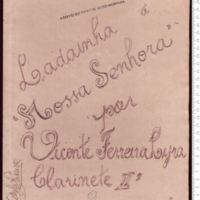 Ladainha á
"Nossa Senhora"
por
Vicente Ferreira Lyra
Clarinete II